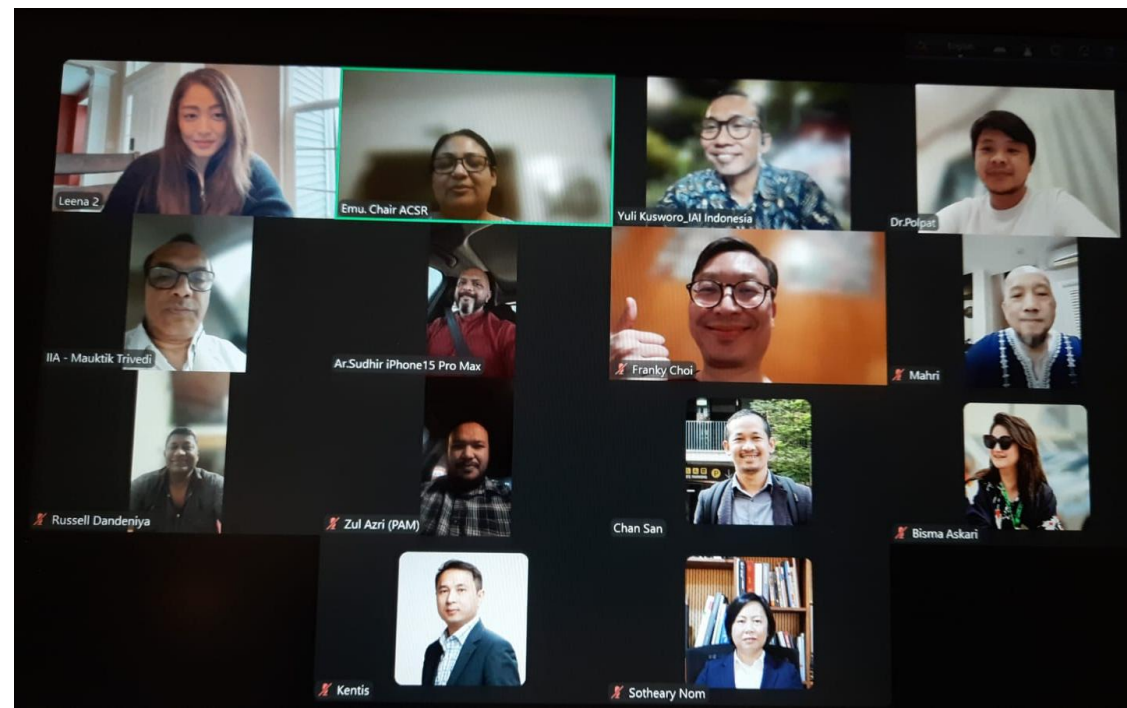 Leena 2
Emu. Chair ACSR
Yuli Kusworo_IAI Indonesia
Dr.Polpat
IIA - Mauktik Trivedi
Ar.Sudhir iPhone15 Pro Max
Franky Choi
Mahri
Russell Dandeniya
Zul Azri (PAM)
Chan San
Bisma Askari
Kentis
Sotheary Nom